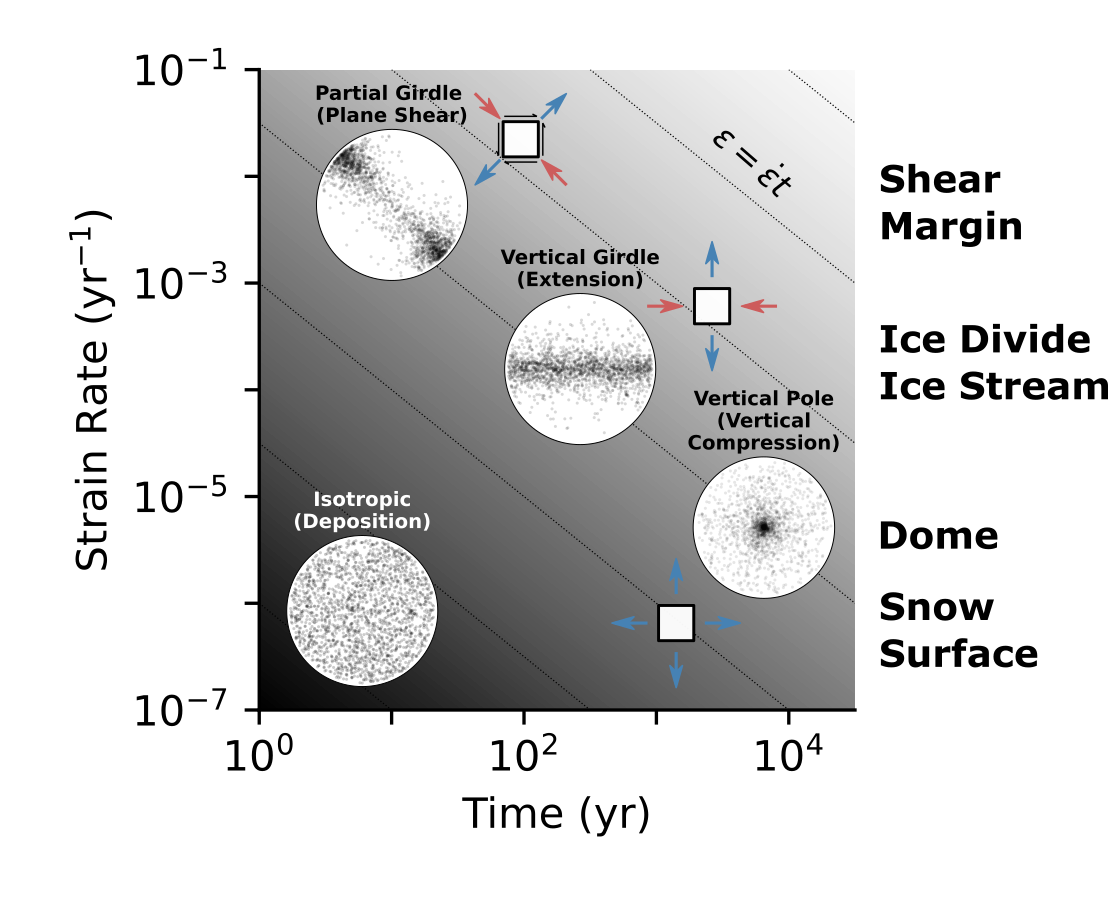 10⁻¹
10⁻³
10⁻⁵
10⁻⁷
Strain Rate (yr⁻¹)
Partial Girdle
(Plane Shear)
ε = ε̇t
Vertical Girdle
(Extension)
Vertical Pole
(Vertical
Compression)
Isotropic
(Deposition)
Shear
Margin
Ice Divide
Ice Stream
Dome
Snow
Surface
10⁰
10²
10⁴
Time (yr)